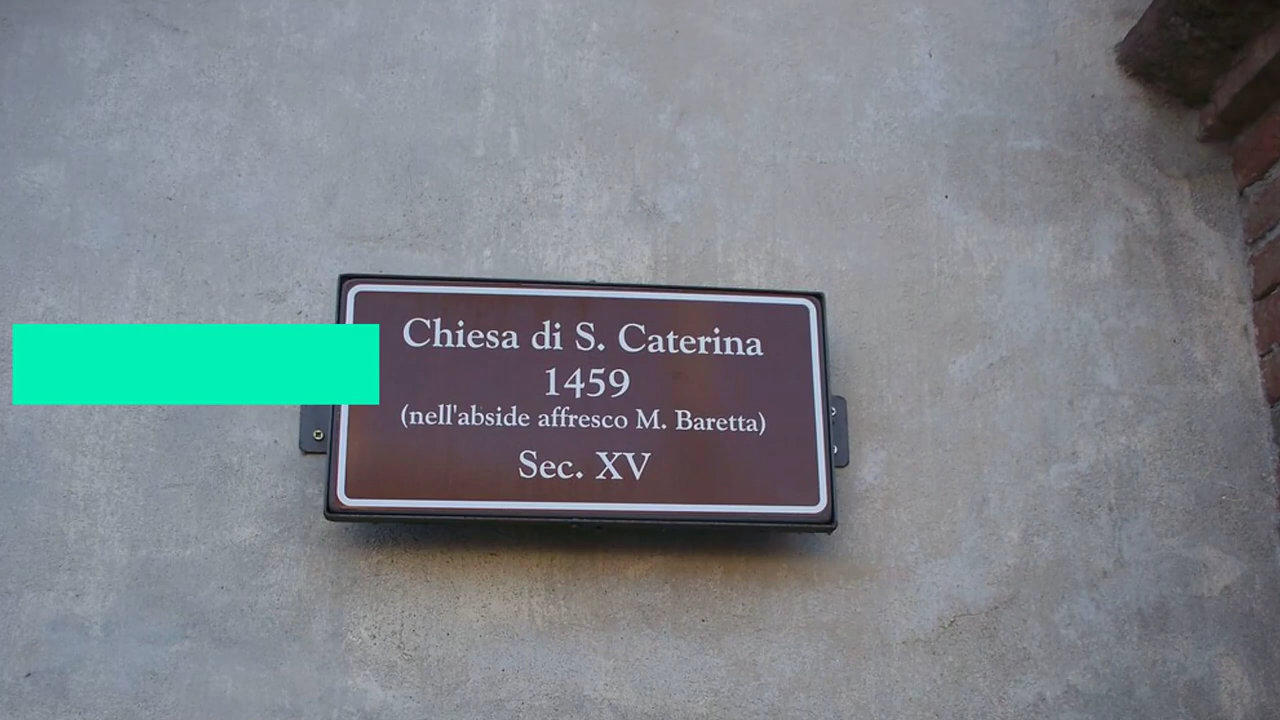 Chiesa di S. Caterina
1459
(nell'abside affresco M. Baretta)
Sec. XV